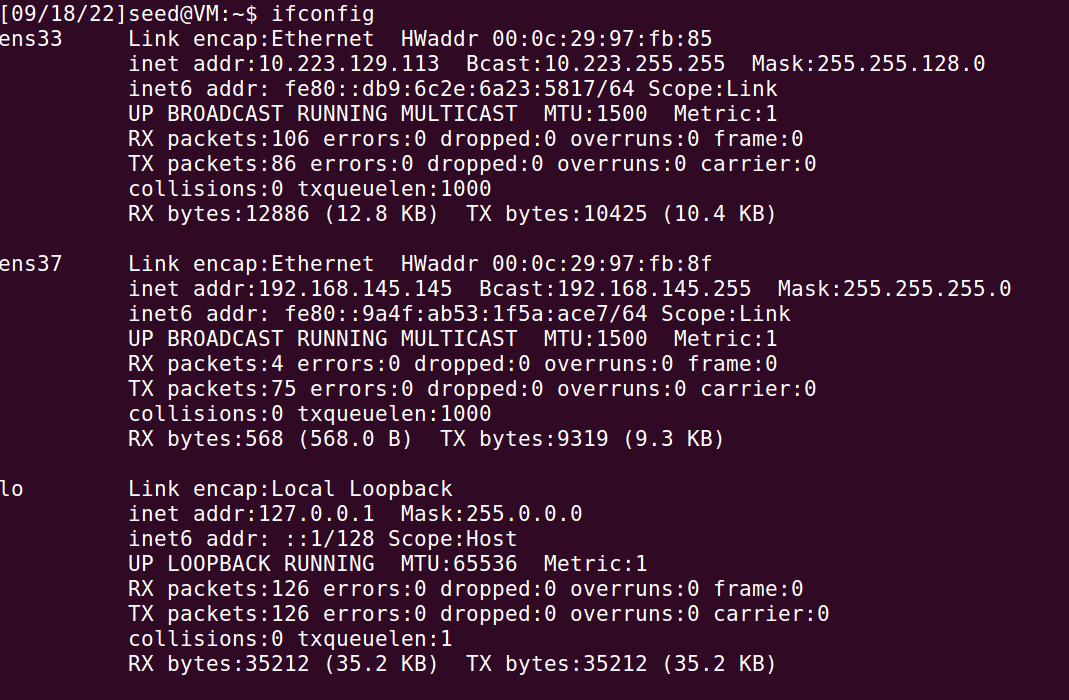 [09/18/22]seed@VM:~$ ifconfig
ens33     Link encap:Ethernet  HWaddr 00:0c:29:97:fb:85
          inet addr:10.223.129.113  Bcast:10.223.255.255  Mask:255.255.128.0
          inet6 addr: fe80::db9:6c2e:6a23:5817/64 Scope:Link
          UP BROADCAST RUNNING MULTICAST  MTU:1500  Metric:1
          RX packets:106 errors:0 dropped:0 overruns:0 frame:0
          TX packets:86 errors:0 dropped:0 overruns:0 carrier:0
          collisions:0 txqueuelen:1000
          RX bytes:12886 (12.8 KB)  TX bytes:10425 (10.4 KB)

ens37     Link encap:Ethernet  HWaddr 00:0c:29:97:fb:8f
          inet addr:192.168.145.145  Bcast:192.168.145.255  Mask:255.255.255.0
          inet6 addr: fe80::9a4f:ab53:1f5a:ace7/64 Scope:Link
          UP BROADCAST RUNNING MULTICAST  MTU:1500  Metric:1
          RX packets:4 errors:0 dropped:0 overruns:0 frame:0
          TX packets:75 errors:0 dropped:0 overruns:0 carrier:0
          collisions:0 txqueuelen:1000
          RX bytes:568 (568.0 B)  TX bytes:9319 (9.3 KB)

lo        Link encap:Local Loopback
          inet addr:127.0.0.1  Mask:255.0.0.0
          inet6 addr: ::1/128 Scope:Host
          UP LOOPBACK RUNNING  MTU:65536  Metric:1
          RX packets:126 errors:0 dropped:0 overruns:0 frame:0
          TX packets:126 errors:0 dropped:0 overruns:0 carrier:0
          collisions:0 txqueuelen:1
          RX bytes:35212 (35.2 KB)  TX bytes:35212 (35.2 KB)